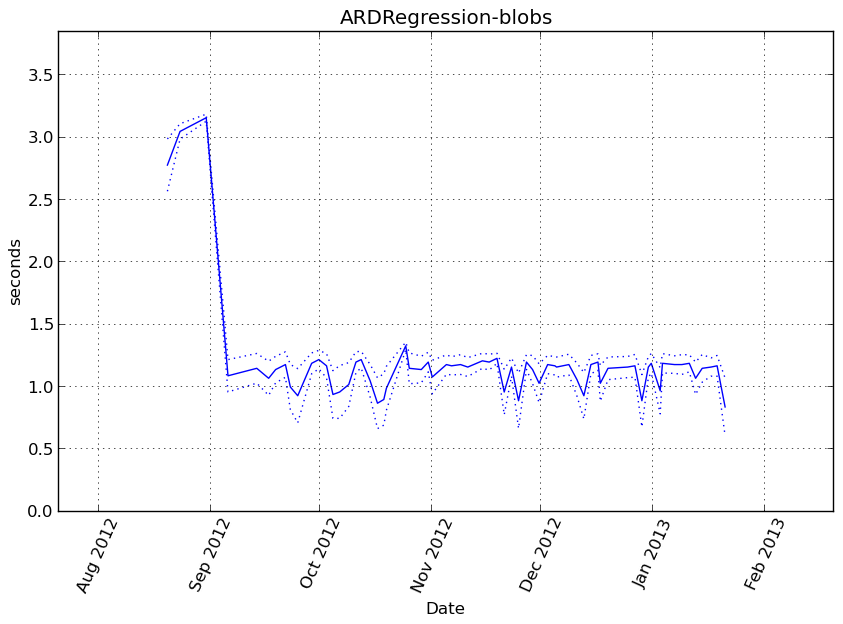 ARDRegression-blobs
3.5
3.0
2.5
2.0
1.5
1.0
0.5
0.0
seconds
Aug 2012
Sep 2012
Oct 2012
Nov 2012
Dec 2012
Jan 2013
Feb 2013
Date